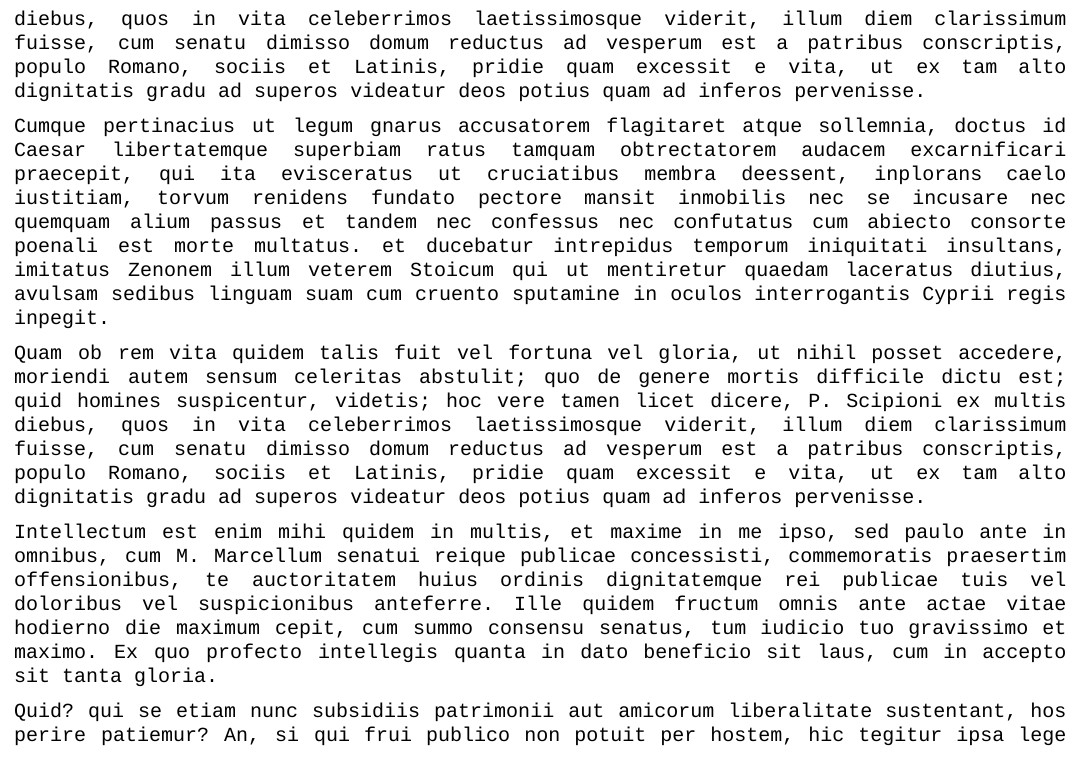 diebus, quos in vita celeberrimos laetissimosque viderit, illum diem clarissimum
fuisse, cum senatu dimisso domum reductus ad vesperum est a patribus conscriptis,
populo Romano, sociis et Latinis, pridie quam excessit e vita, ut ex tam alto
dignitatis gradu ad superos videatur deos potius quam ad inferos pervenisse.
Cumque pertinacius ut legum gnarus accusatorem flagitaret atque sollemnia, doctus id
Caesar libertatemque superbiam ratus tamquam obtrectatorem audacem excarnificari
praecepit, qui ita evisceratus ut cruciatibus membra deessent, inplorans caelo
iustitiam, torvum renidens fundato pectore mansit inmobilis nec se incusare nec
quemquam alium passus et tandem nec confessus nec confutatus cum abiecto consorte
poenali est morte multatus. et ducebatur intrepidus temporum iniquitati insultans,
imitatus Zenonem illum veterem Stoicum qui ut mentiretur quaedam laceratus diutius,
avulsam sedibus linguam suam cum cruento sputamine in oculos interrogantis Cyprii regis
inpegit.
Quam ob rem vita quidem talis fuit vel fortuna vel gloria, ut nihil posset accedere,
moriendi autem sensum celeritas abstulit; quo de genere mortis difficile dictu est;
quid homines suspicentur, videtis; hoc vere tamen licet dicere, P. Scipioni ex multis
diebus, quos in vita celeberrimos laetissimosque viderit, illum diem clarissimum
fuisse, cum senatu dimisso domum reductus ad vesperum est a patribus conscriptis,
populo Romano, sociis et Latinis, pridie quam excessit e vita, ut ex tam alto
dignitatis gradu ad superos videatur deos potius quam ad inferos pervenisse.
Intellectum est enim mihi quidem in multis, et maxime in me ipso, sed paulo ante in
omnibus, cum M. Marcellum senatui reique publicae concessisti, commemoratis praesertim
offensionibus, te auctoritatem huius ordinis dignitatemque rei publicae tuis vel
doloribus vel suspicionibus anteferre. Ille quidem fructum omnis ante actae vitae
hodierno die maximum cepit, cum summo consensu senatus, tum iudicio tuo gravissimo et
maximo. Ex quo profecto intellegis quanta in dato beneficio sit laus, cum in accepto
sit tanta gloria.
Quid? qui se etiam nunc subsidiis patrimonii aut amicorum liberalitate sustentant, hos
perire patiemur? An, si qui frui publico non potuit per hostem, hic tegitur ipsa lege